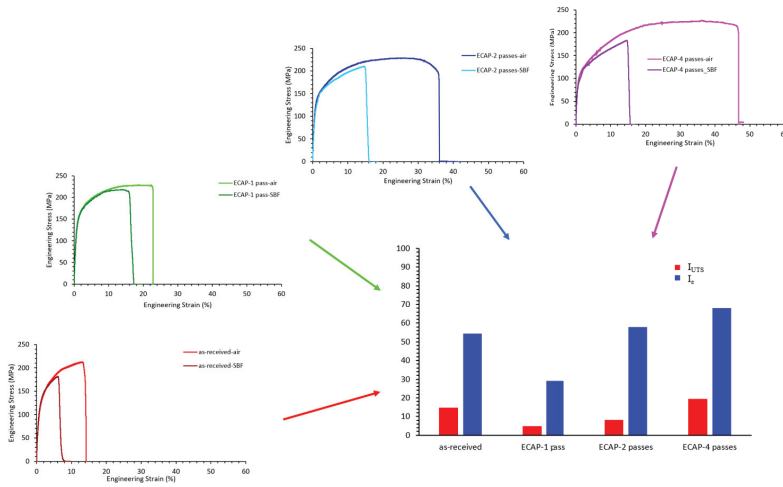 250
200
150
100
50
0
0
10
20
30
40
50
60
Engineering Stress (MPa)
Engineering Strain (%)
ECAP-4 passes-air
ECAP-4 passes_SBF
250
200
150
100
50
0
0
10
20
30
40
50
60
Engineering Stress (MPa)
Engineering Strain (%)
ECAP-2 passes-air
ECAP-2 passes-SBF
250
200
150
100
50
0
0
10
20
30
40
50
60
Engineering Stress (MPa)
Engineering Strain (%)
ECAP-1 pass-air
ECAP-1 pass-SBF
250
200
150
100
50
0
0
10
20
30
40
50
60
Engineering Stress (MPa)
Engineering Strain (%)
as-received-air
as-received-SBF
100
90
80
70
60
50
40
30
20
10
0
I_UTS
I_ε
as-received
ECAP-1 pass
ECAP-2 passes
ECAP-4 passes